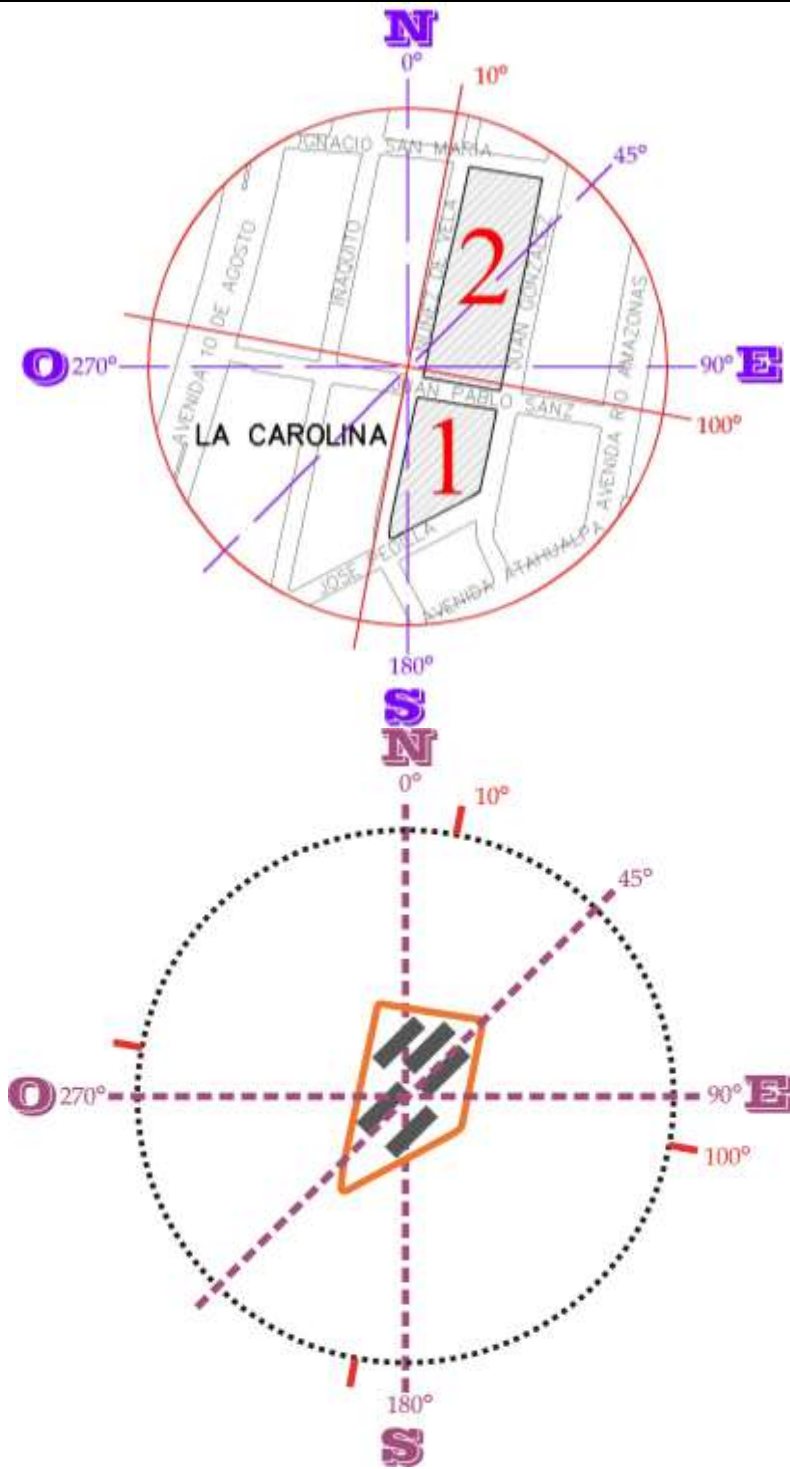 N
0°
10°
IGNACIO SAN MARIA
45°
AVENIDA 10 DE AGOSTO
INAQUITO
NUÑEZ DE VELA
2
JUAN GONZALEZ
AVENIDA RIO AMAZONAS
O 270°
90° E
JUAN PABLO SANZ
100°
LA CAROLINA
1
JOSE PEDILLA
AVENIDA ATAHUALPA
180°
S
N
0°
10°
45°
O 270°
90° E
100°
180°
S